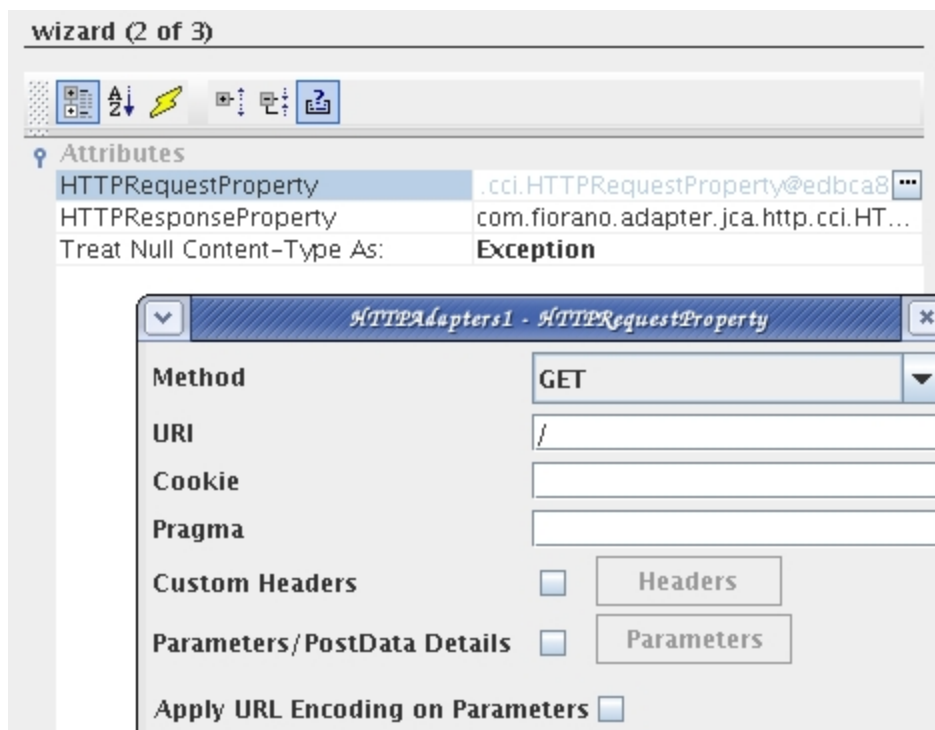 wizard (2 of 3)
Attributes
HTTPRequestProperty .cci.HTTPRequestProperty@edbca8
HTTPResponseProperty com.fiorano.adapter.jca.http.cci.HT...
Treat Null Content-Type As: Exception
HTTPAdapters1 - HTTPRequestProperty
Method GET
URI /
Cookie
Pragma
Custom Headers Headers
Parameters/PostData Details Parameters
Apply URL Encoding on Parameters